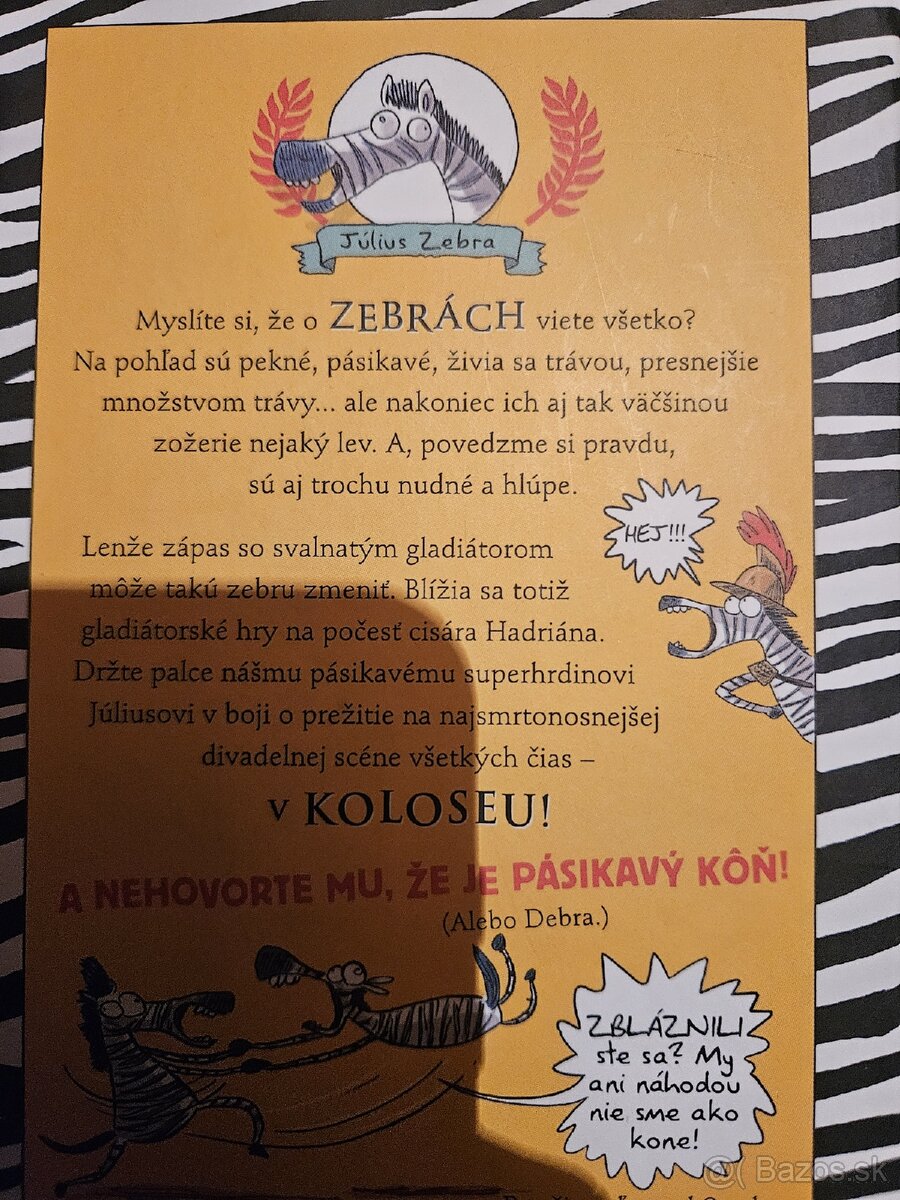 Július Zebra
Myslíte si, že o ZEBRÁCH viete všetko?
Na pohľad sú pekné, pásikavé, živia sa trávou, presnejšie
množstvom trávy... ale nakoniec ich aj tak väčšinou
zožerie nejaký lev. A, povedzme si pravdu,
sú aj trochu nudné a hlúpe.
HEJ!!!
Lenže zápas so svalnatým gladiátorom
môže takú zebru zmeniť. Blížia sa totiž
gladiátorské hry na počesť cisára Hadriána.
Držte palce nášmu pásikavému superhrdinovi
Júliusovi v boji o prežitie na najsmrtonosnejšej
divadelnej scéne všetkých čias –
v KOLOSEU!
A NEHOVORTE MU, ŽE JE PÁSIKAVÝ KÔŇ!
(Alebo Debra.)
ZBLÁZNILI
ste sa? My
ani náhodou
nie sme ako
kone!
@ Bazos.sk